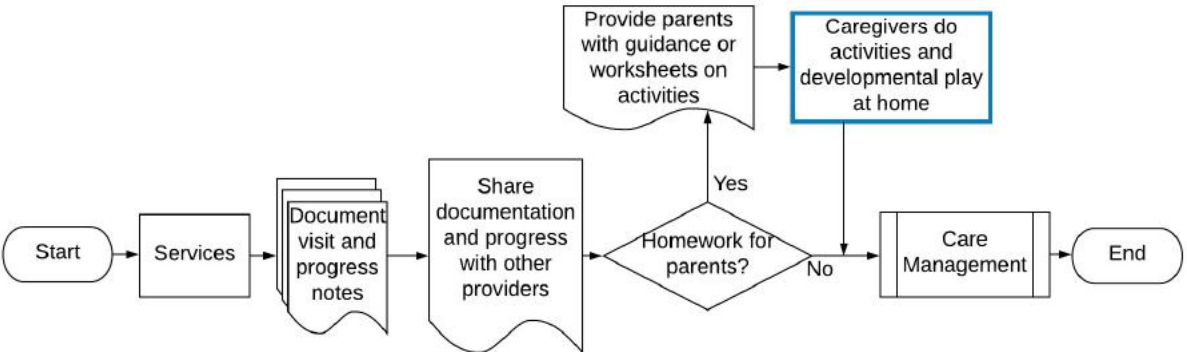 Provide parents
with guidance or
worksheets on
activities
Caregivers do
activities and
developmental play
at home
Yes
Start
Services
Document
visit and
progress
notes
Share
documentation
and progress
with other
providers
Homework for
parents?
No
Care
Management
End